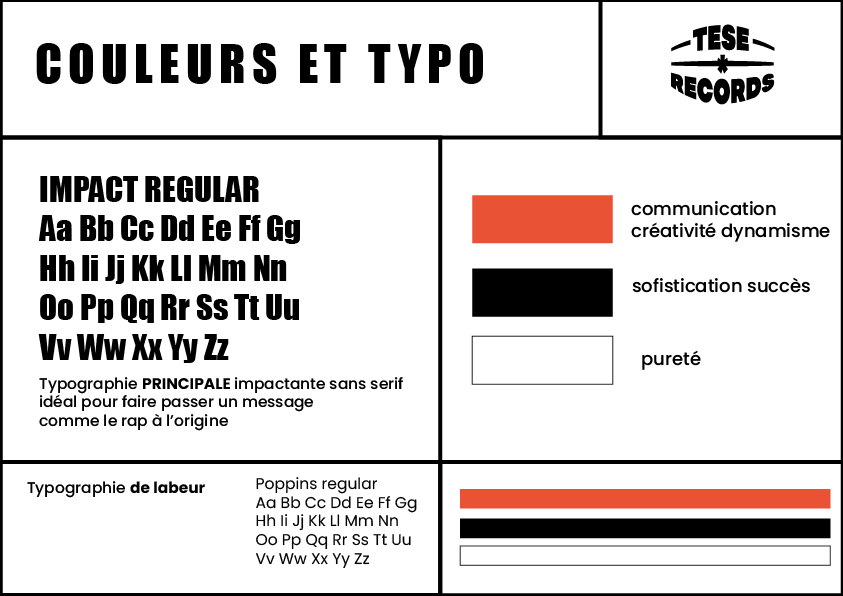 COULEURS ET TYPO
TESE
RECORDS
IMPACT REGULAR
Aa Bb Cc Dd Ee Ff Gg
Hh Ii Jj Kk Ll Mm Nn
Oo Pp Qq Rr Ss Tt Uu
Vv Ww Xx Yy Zz
Typographie PRINCIPALE impactante sans serif
idéal pour faire passer un message
comme le rap à l’origine
communication
créativité dynamisme
sofistication succès
pureté
Typographie de labeur
Poppins regular
Aa Bb Cc Dd Ee Ff Gg
Hh Ii Jj Kk Ll Mm Nn
Oo Pp Qq Rr Ss Tt Uu
Vv Ww Xx Yy Zz